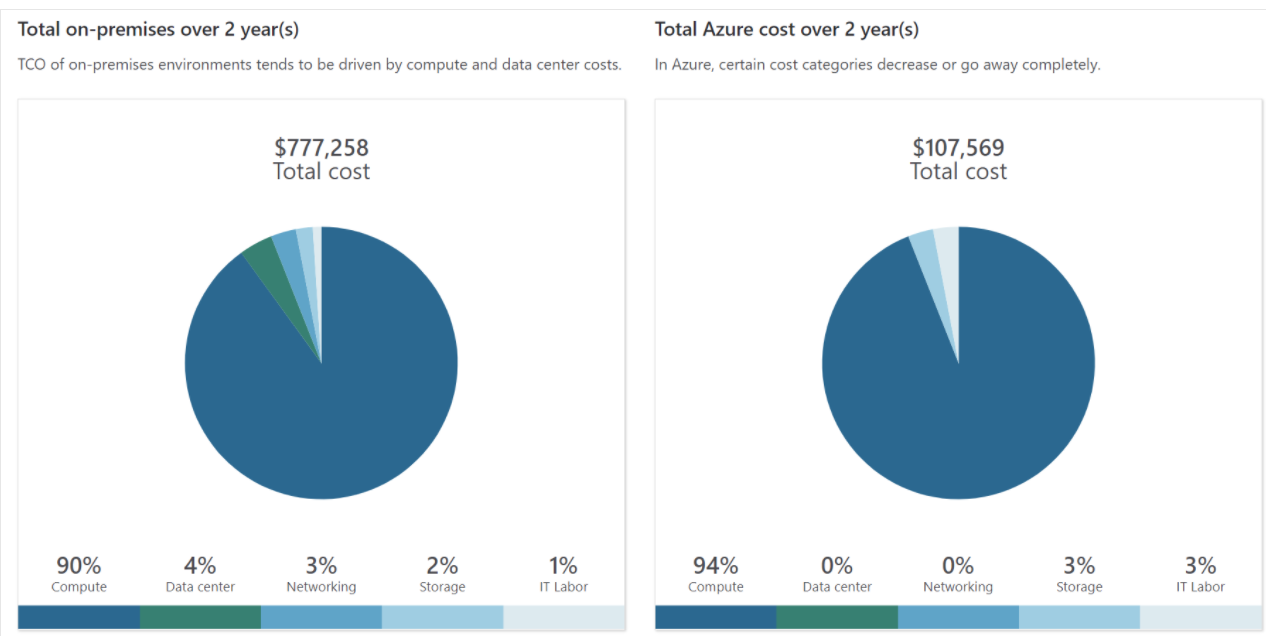 Total on-premises over 2 year(s)
TCO of on-premises environments tends to be driven by compute and data center costs.
$777,258
Total cost
90% 4% 3% 2% 1%
Compute Data center Networking Storage IT Labor
Total Azure cost over 2 year(s)
In Azure, certain cost categories decrease or go away completely.
$107,569
Total cost
94% 0% 0% 3% 3%
Compute Data center Networking Storage IT Labor